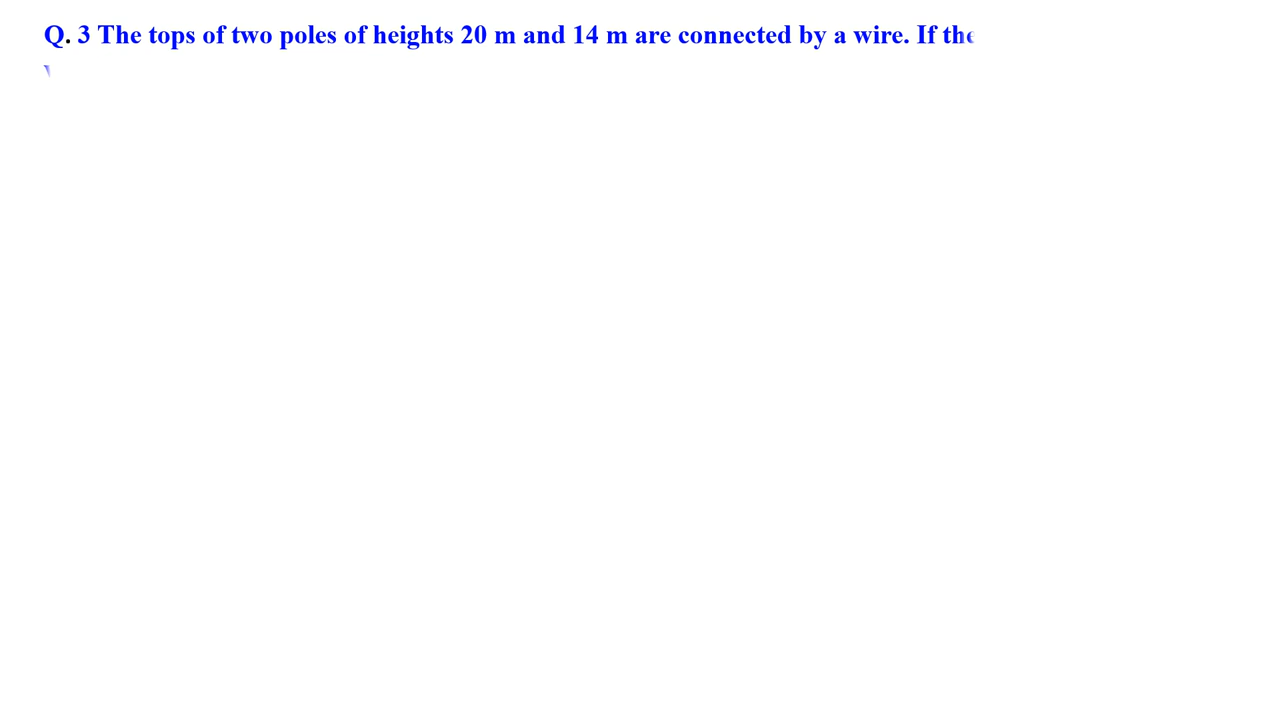 Q. 3 The tops of two poles of heights 20 m and 14 m are connected by a wire. If the